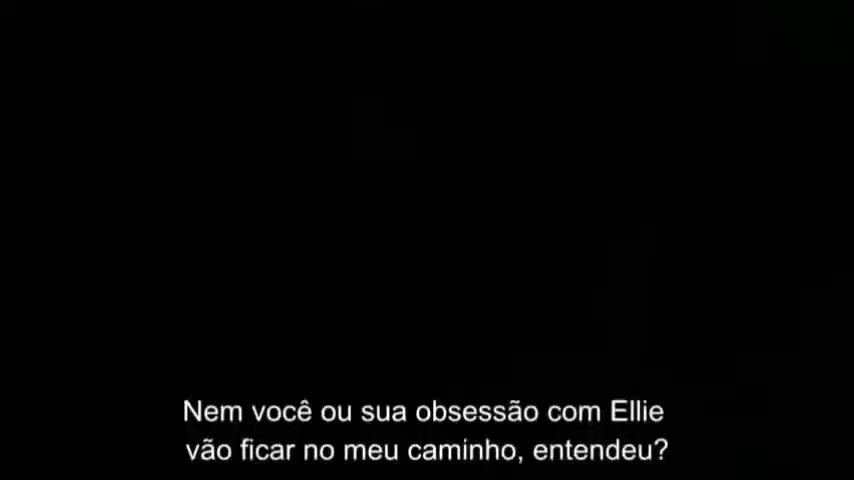 Nem você ou sua obsessão com Ellie
vão ficar no meu caminho, entendeu?